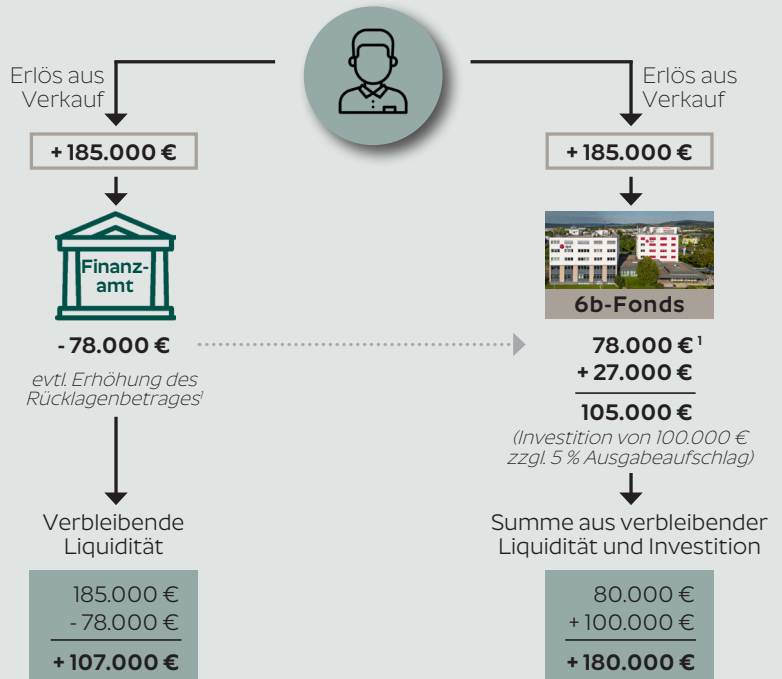 Erlös aus
Verkauf
+ 185.000 €
Finanz-
amt
- 78.000 €
evtl. Erhöhung des
Rücklagenbetrages¹
Verbleibende
Liquidität
185.000 €
- 78.000 €
+ 107.000 €
Erlös aus
Verkauf
+ 185.000 €
6b-Fonds
78.000 € ¹
+ 27.000 €
105.000 €
(Investition von 100.000 €
zzgl. 5 % Ausgabeaufschlag)
Summe aus verbleibender
Liquidität und Investition
80.000 €
+ 100.000 €
+ 180.000 €